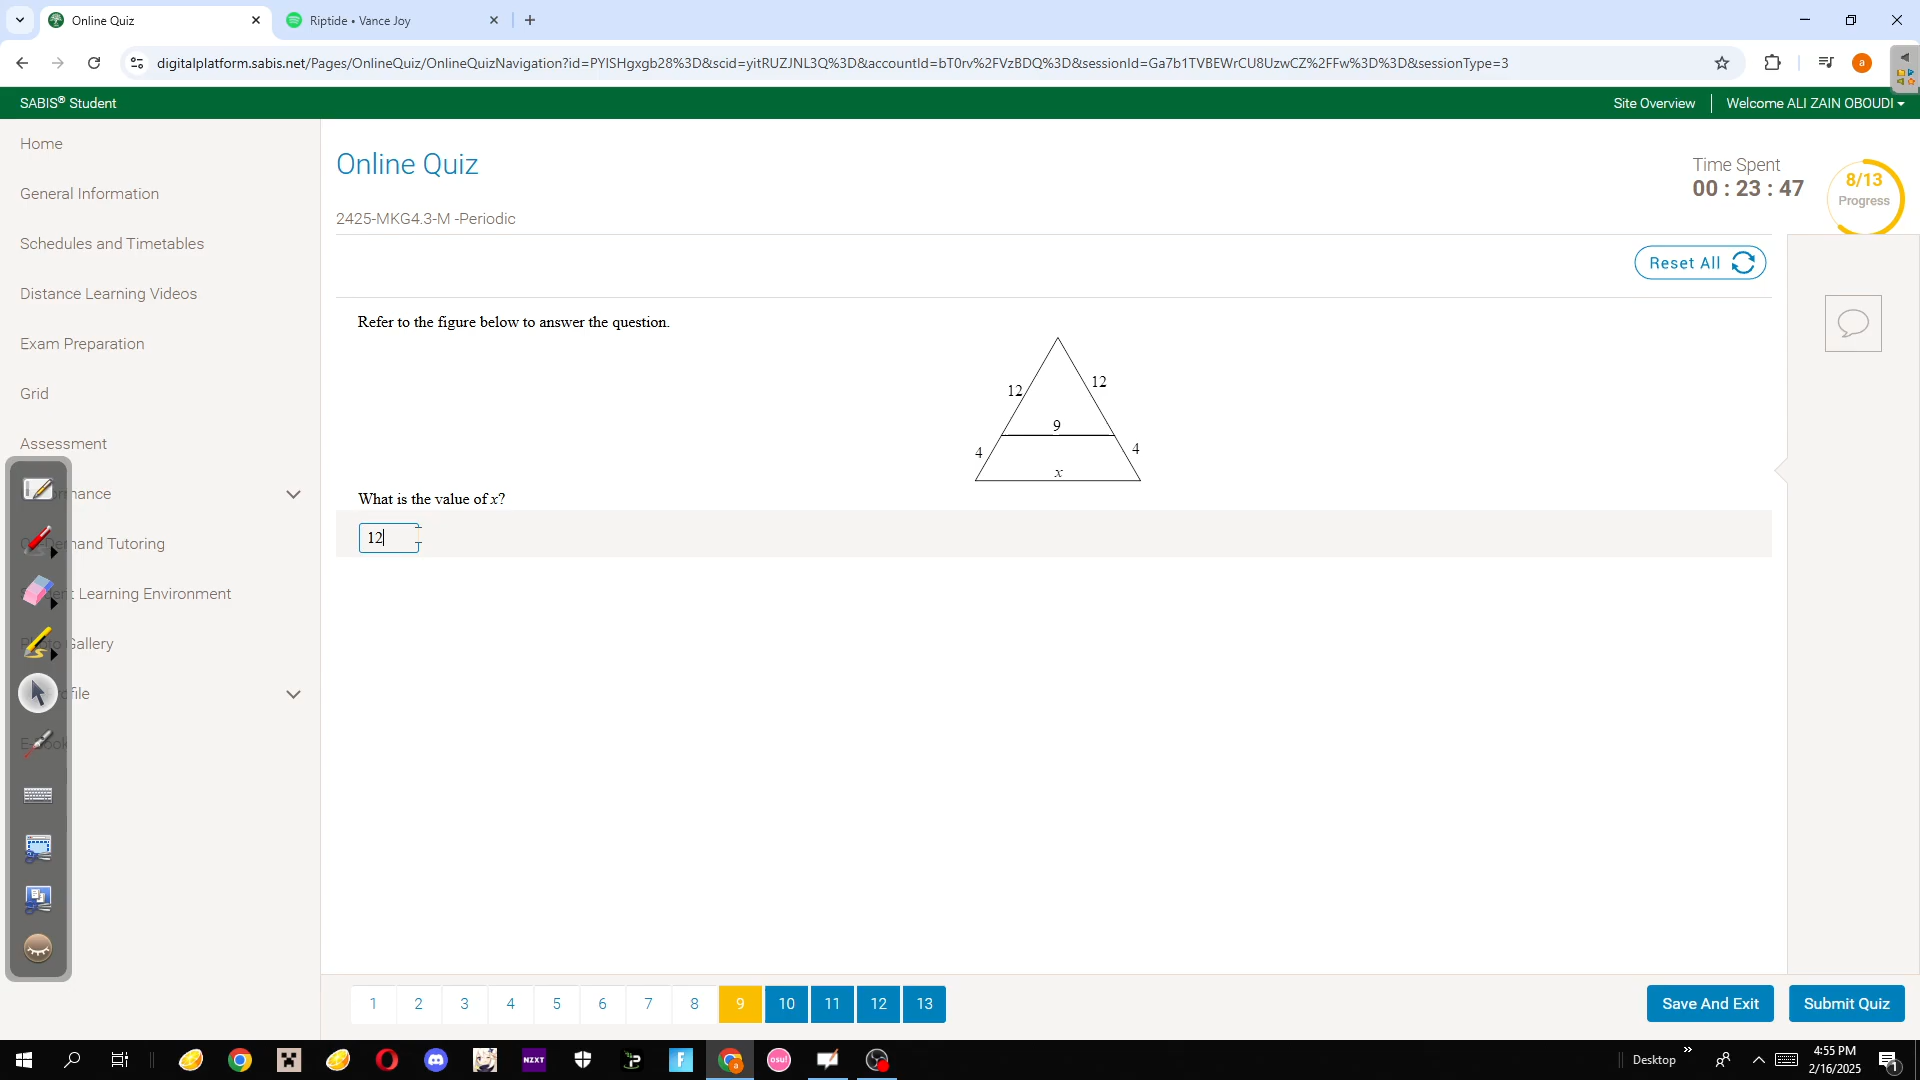 Online Quiz
Riptide • Vance Joy
digitalplatform.sabis.net/Pages/OnlineQuiz/OnlineQuizNavigation?id=PYISHgxgb28%3D&scid=yitRUZJNL3Q%3D&accountId=bT0rv%2FVzBDQ%3D&sessionId=Ga7b1TVBEWrCU8UzwCZ%2FFw%3D%3D&sessionType=3
a
SABIS® Student
Site Overview
Welcome ALI ZAIN OBOUDI
Home
General Information
Schedules and Timetables
Distance Learning Videos
Exam Preparation
Grid
Assessment
Online Quiz
Time Spent
00 : 23 : 47
8/13
Progress
2425-MKG4.3-M -Periodic
Reset All
Refer to the figure below to answer the question.
12
12
9
4
4
x
What is the value of x?
12
Learning Environment
Gallery
1 2 3 4 5 6 7 8 9 10 11 12 13
Save And Exit
Submit Quiz
NZXT
osu!
Desktop
4:55 PM
2/16/2025
1